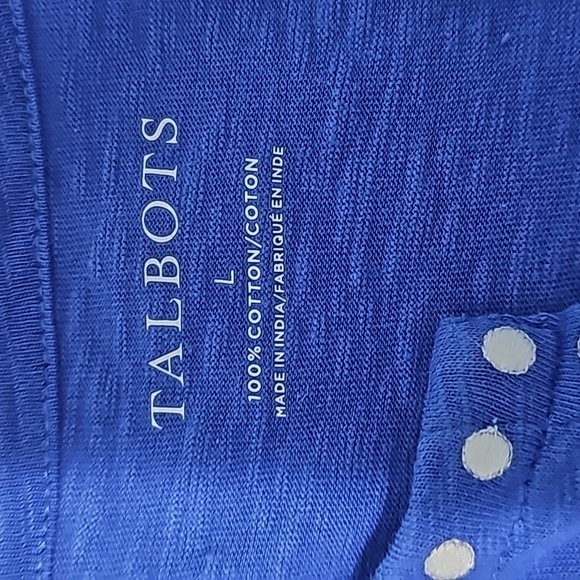 TALBOTS
L
100% COTTON/COTON
MADE IN INDIA/FABRIQUÉ EN INDE